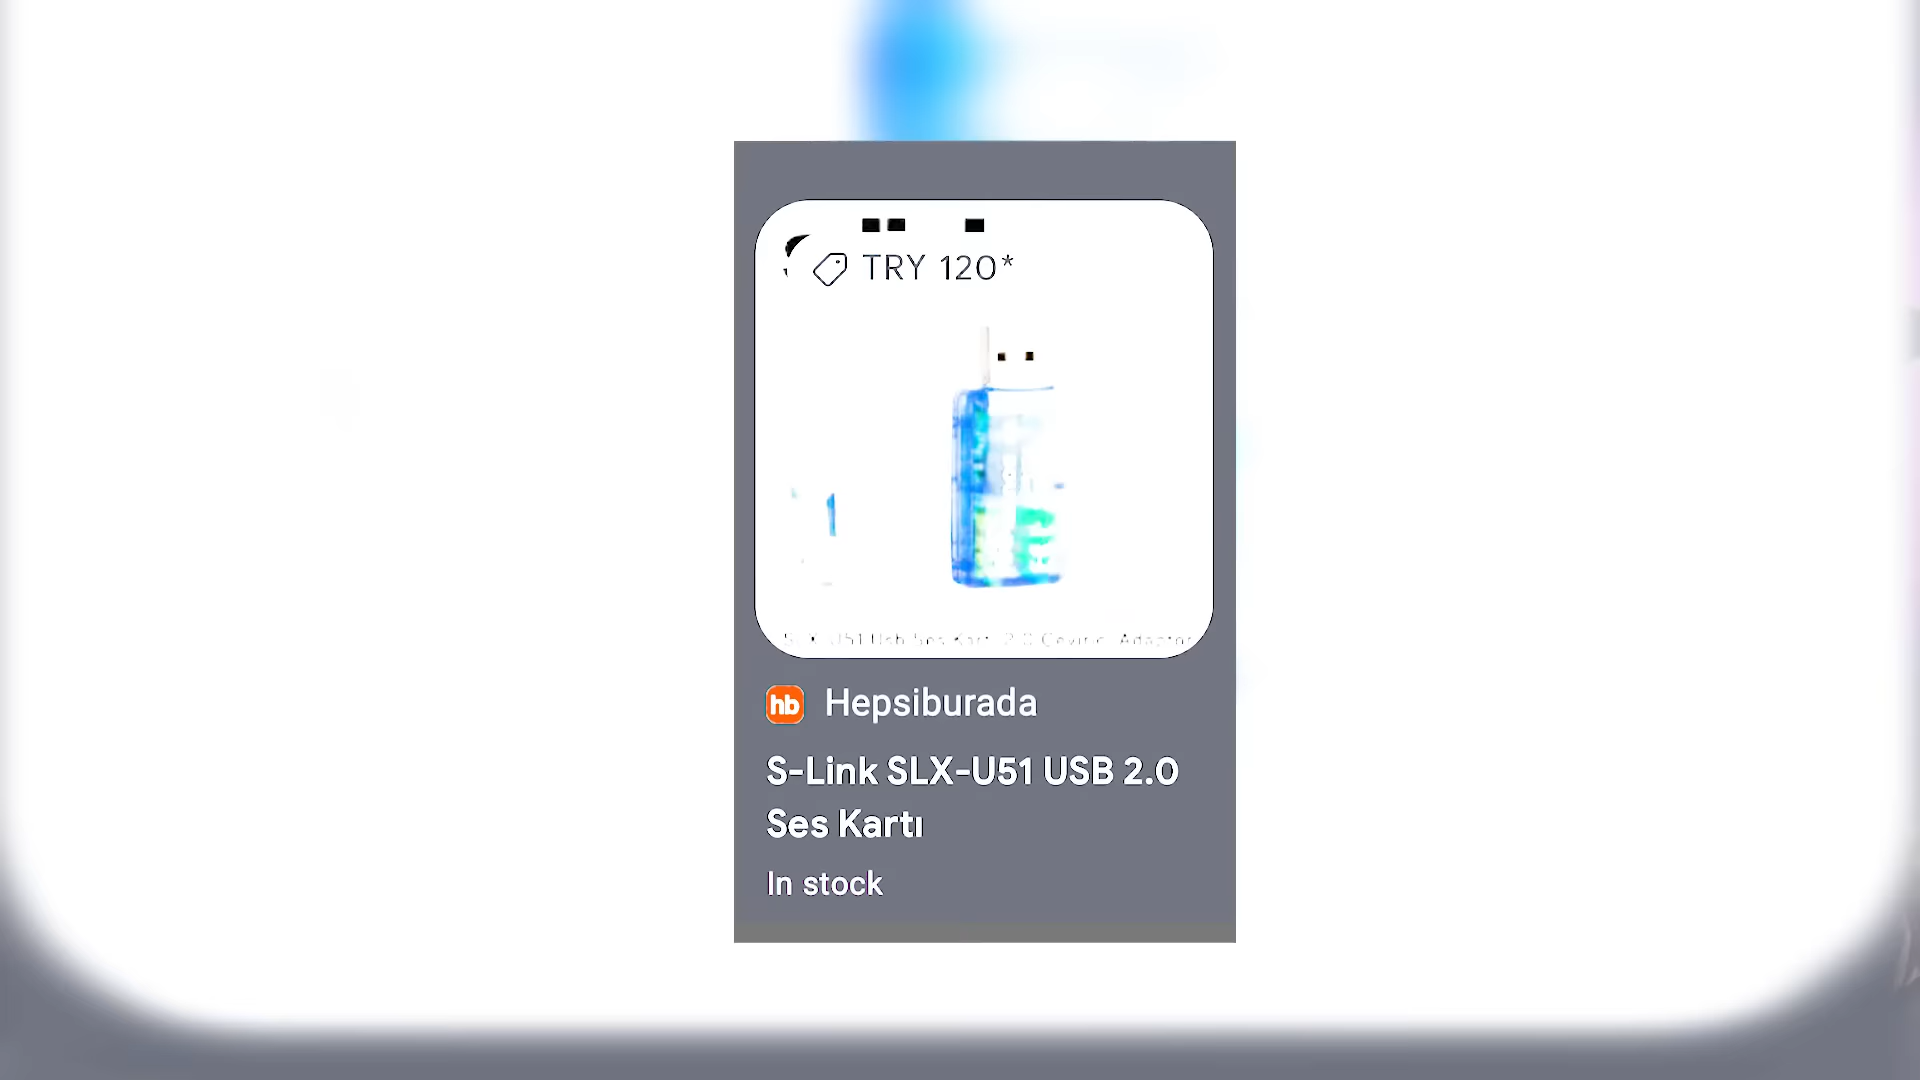 TRY 120*
hb Hepsiburada
S-Link SLX-U51 USB 2.0
Ses Kartı
In stock